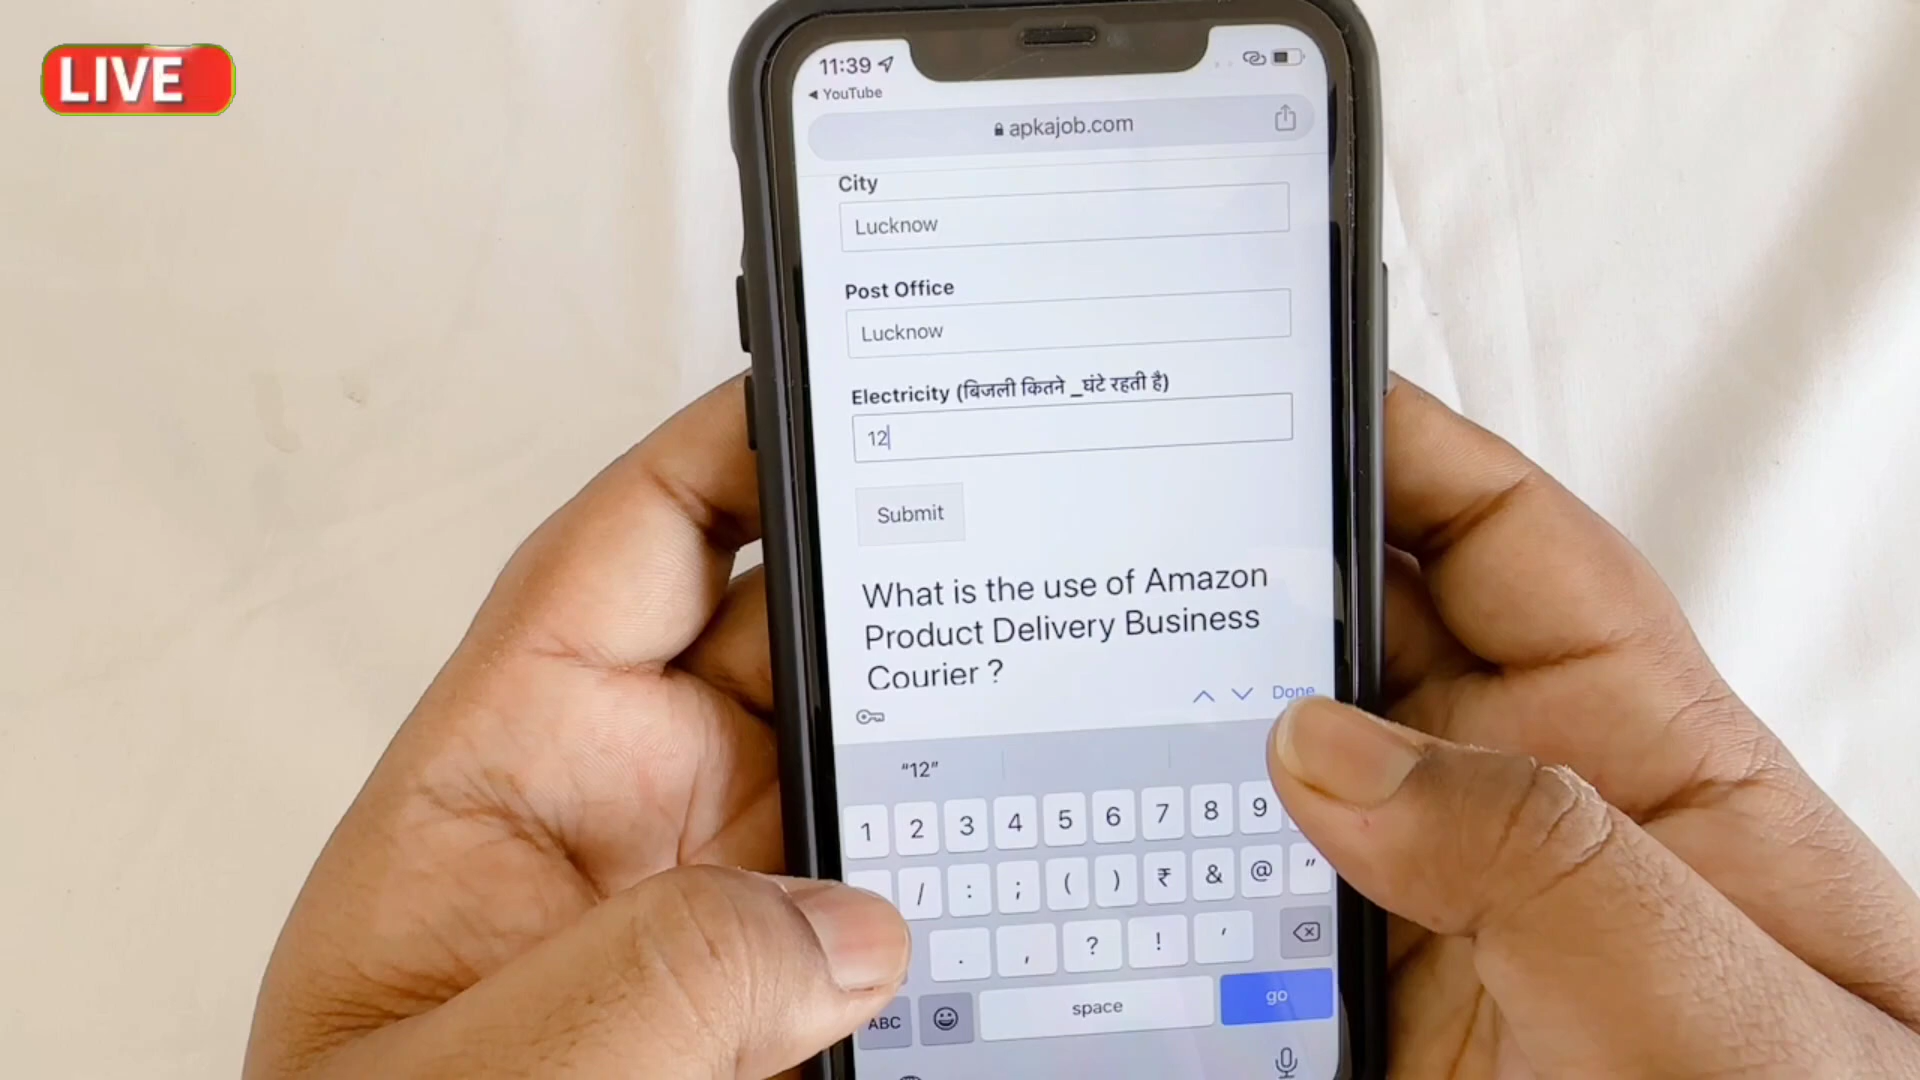 LIVE
11:39
◀ YouTube
apkajob.com
City
Lucknow
Post Office
Lucknow
Electricity (बिजली कितने _घंटे रहती है)
12
Submit
What is the use of Amazon
Product Delivery Business
Courier ?
Done
“12”
1 2 3 4 5 6 7 8 9
/ : ; ( ) ₹ & @ "
. , ? ! '
ABC space go